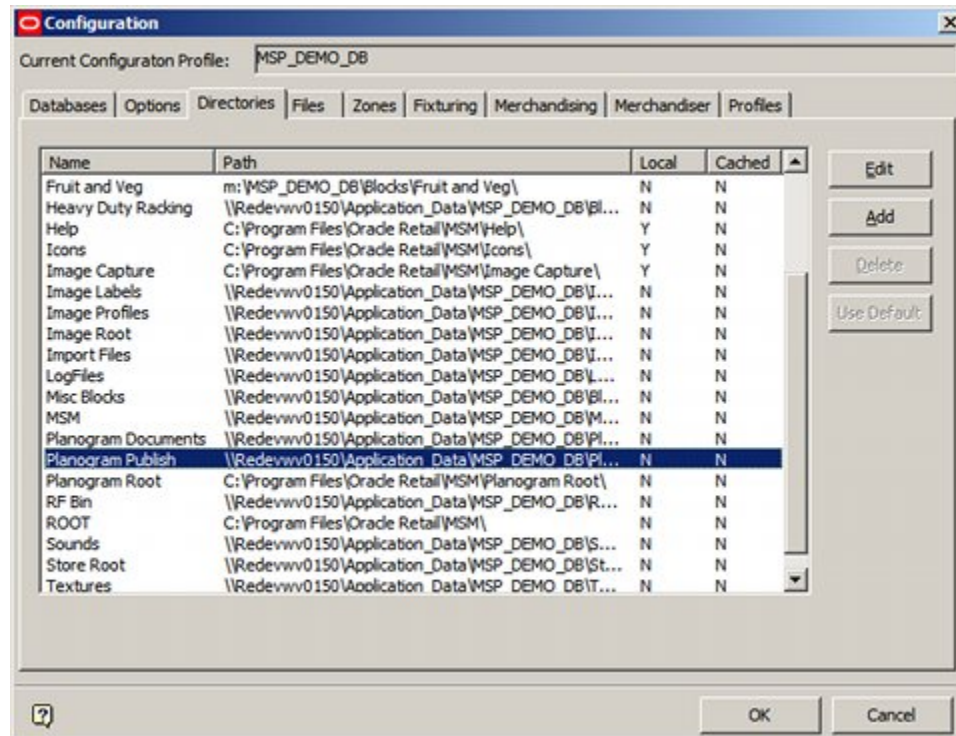 Configuration
Current Configuraton Profile: MSP_DEMO_DB
Databases Options Directories Files Zones Fixturing Merchandising Merchandiser Profiles
Name Path Local Cached
Fruit and Veg m:\MSP_DEMO_DB\Blocks\Fruit and Veg\ N N
Heavy Duty Racking \\Redevwv0150\Application_Data\MSP_DEMO_DB\Bl... N N
Help C:\Program Files\Oracle Retail\MSM\Help\ Y N
Icons C:\Program Files\Oracle Retail\MSM\Icons\ Y N
Image Capture C:\Program Files\Oracle Retail\MSM\Image Capture\ Y N
Image Labels \\Redevwv0150\Application_Data\MSP_DEMO_DB\I... N N
Image Profiles \\Redevwv0150\Application_Data\MSP_DEMO_DB\I... N N
Image Root \\Redevwv0150\Application_Data\MSP_DEMO_DB\I... N N
Import Files \\Redevwv0150\Application_Data\MSP_DEMO_DB\I... N N
LogFiles \\Redevwv0150\Application_Data\MSP_DEMO_DB\L... N N
Misc Blocks \\Redevwv0150\Application_Data\MSP_DEMO_DB\Bl... N N
MSM \\Redevwv0150\Application_Data\MSP_DEMO_DB\M... N N
Planogram Documents \\Redevwv0150\Application_Data\MSP_DEMO_DB\Pl... N N
Planogram Publish \\Redevwv0150\Application_Data\MSP_DEMO_DB\Pl... N N
Planogram Root C:\Program Files\Oracle Retail\MSM\Planogram Root\ N N
RF Bin \\Redevwv0150\Application_Data\MSP_DEMO_DB\R... N N
ROOT C:\Program Files\Oracle Retail\MSM\ N N
Sounds \\Redevwv0150\Application_Data\MSP_DEMO_DB\S... N N
Store Root \\Redevwv0150\Application_Data\MSP_DEMO_DB\St... N N
Textures \\Redevwv0150\Application_Data\MSP_DEMO_DB\T... N N
Edit
Add
Delete
Use Default
OK Cancel